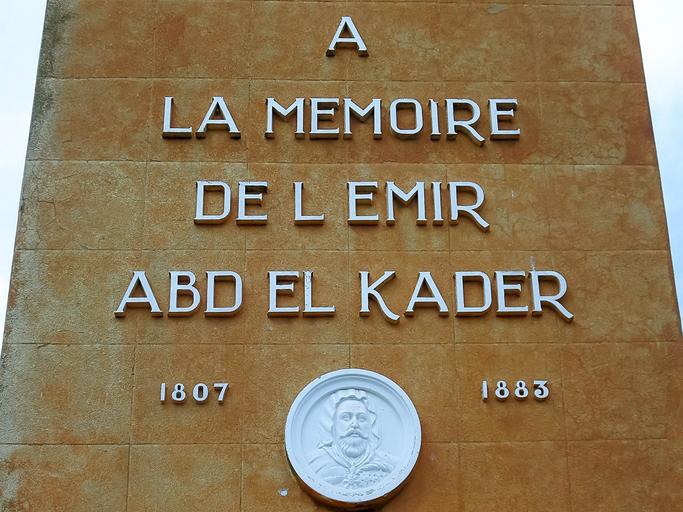 A
LA MEMOIRE
DE L EMIR
ABD EL KADER
1807 1883